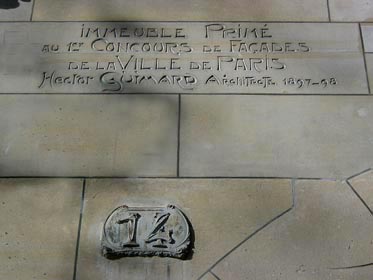 IMMEUBLE PRIMÉ
AU 1er CONCOURS DE FAÇADES
DE LA VILLE DE PARIS
Hector GUIMARD Architecte 1897-98
14